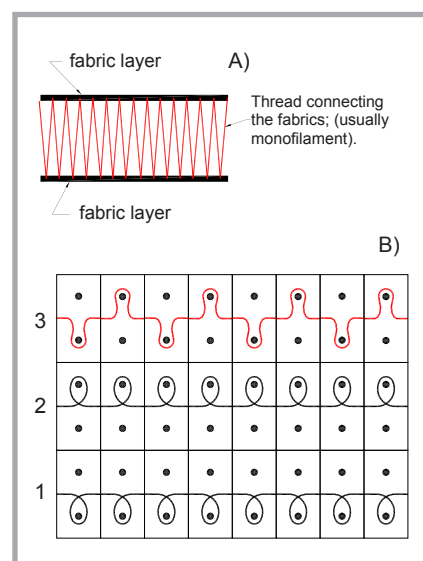 fabric layer
A)
Thread connecting
the fabrics; (usually
monofilament).
fabric layer
B)
3
2
1